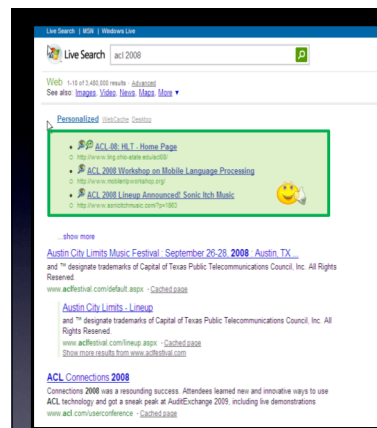 Live Search | MSN | Windows Live
Live Search acl 2008
Web 1-10 of 3,480,000 results · Advanced
See also: Images, Video, News, Maps, More ▼
Personalized WebCache Desktop
ACL-08: HLT - Home Page
http://www.ling.ohio-state.edu/acl08/
ACL 2008 Workshop on Mobile Language Processing
http://www.mobilenlpworkshop.org/
ACL 2008 Lineup Announced! Sonic Itch Music
http://www.sonicitchmusic.com/?p=1983
...show more
Austin City Limits Music Festival : September 26-28, 2008 : Austin, TX ...
and ™ designate trademarks of Capital of Texas Public Telecommunications Council, Inc. All Rights
Reserved.
www.aclfestival.com/default.aspx · Cached page
Austin City Limits - Lineup
and ™ designate trademarks of Capital of Texas Public Telecommunications Council, Inc. All
Rights Reserved.
www.aclfestival.com/lineup.aspx · Cached page
Show more results from www.aclfestival.com
ACL Connections 2008
Connections 2008 was a resounding success. Attendees learned new and innovative ways to use
ACL technology and got a sneak peak at AuditExchange 2009, including live demonstrations
www.acl.com/userconference · Cached page